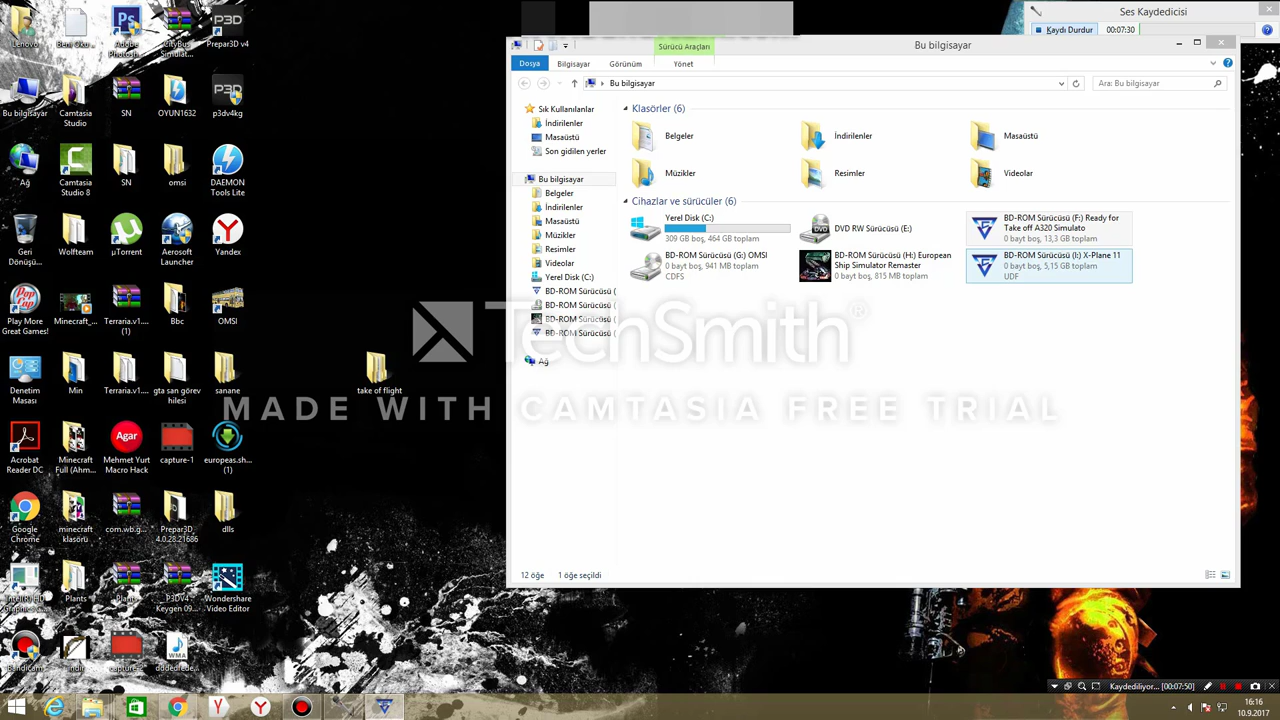 Lenovo
Beni Oku...
Adobe
Photosh...
CityBus
Simulat...
Prepar3D v4
Bu bilgisayar
Camtasia
Studio
SN
OYUN1632
p3dv4kg
Ağ
Camtasia
Studio 8
SN
omsi
DAEMON
Tools Lite
Geri
Dönüşü...
Wolfteam
µTorrent
Aerosoft
Launcher
Yandex
Play More
Great Games!
Minecraft_...
Terraria.v1....
(1)
Bbc
OMSI
Denetim
Masası
Min
Terraria.v1....
gta san görev
hilesi
sanane
take of flight
Acrobat
Reader DC
Minecraft
Full (Ahm...
Mehmet Yurt
Macro Hack
capture-1
europeas.sh...
(1)
Google
Chrome
minecraft
klasörü
com.wb.g...
Prepar3D
4.0.28.21686
dlls
Intel(R) HD
Plants
Plants
P3DV4
Keygen 09...
Wondershare
Video Editor
Bandicam
capture-2
dddedfede...
Ses Kaydedicisi
Kaydı Durdur
00:07:30
Sürücü Araçları
Bu bilgisayar
Dosya
Bilgisayar
Görünüm
Yönet
Bu bilgisayar
Ara: Bu bilgisayar
Sık Kullanılanlar
İndirilenler
Masaüstü
Son gidilen yerler
Bu bilgisayar
Belgeler
İndirilenler
Masaüstü
Müzikler
Resimler
Videolar
Yerel Disk (C:)
BD-ROM Sürücüsü (
BD-ROM Sürücüsü (
BD-ROM Sürücüsü (
BD-ROM Sürücüsü (
Ağ
Klasörler (6)
Belgeler
İndirilenler
Masaüstü
Müzikler
Resimler
Videolar
Cihazlar ve sürücüler (6)
Yerel Disk (C:)
309 GB boş, 464 GB toplam
DVD RW Sürücüsü (E:)
BD-ROM Sürücüsü (F:) Ready for
Take off A320 Simulato
0 bayt boş, 13,3 GB toplam
BD-ROM Sürücüsü (G:) OMSI
0 bayt boş, 941 MB toplam
CDFS
BD-ROM Sürücüsü (H:) European
Ship Simulator Remaster
0 bayt boş, 815 MB toplam
BD-ROM Sürücüsü (I:) X-Plane 11
0 bayt boş, 5,15 GB toplam
UDF
TechSmith®
MADE WITH CAMTASIA FREE TRIAL
12 öğe
1 öğe seçildi
Kaydediliyor... [00:07:50]
16:16
10.9.2017